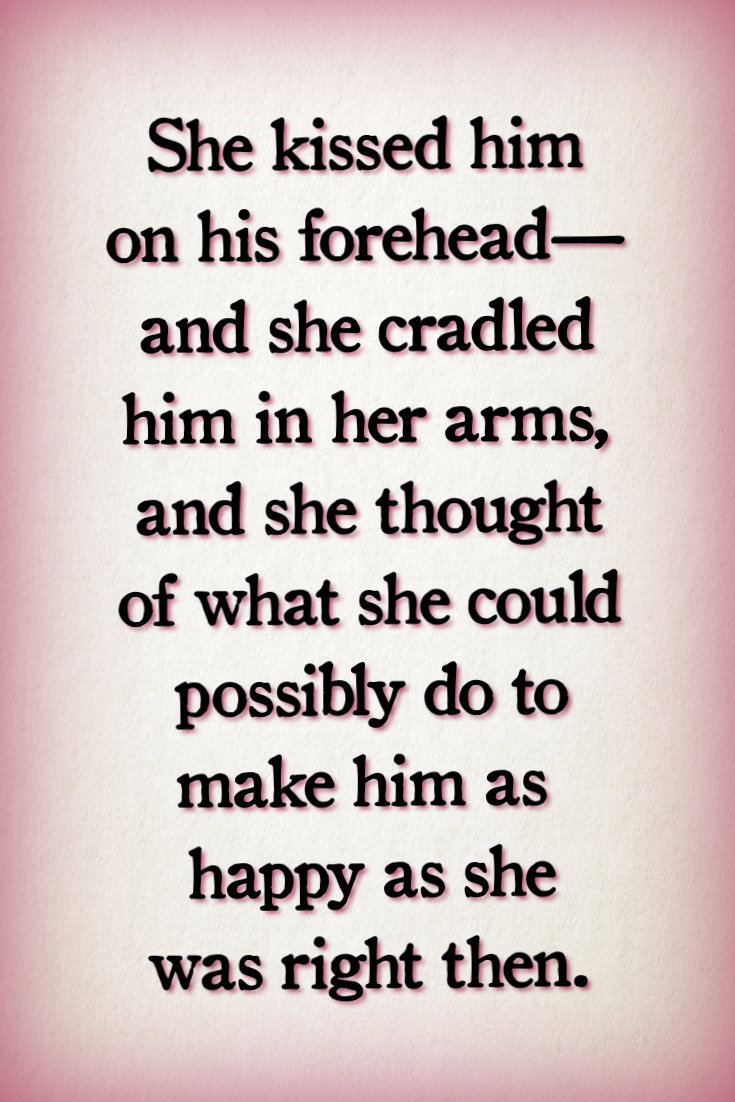 She kissed him
on his forehead—
and she cradled
him in her arms,
and she thought
of what she could
possibly do to
make him as
happy as she
was right then.